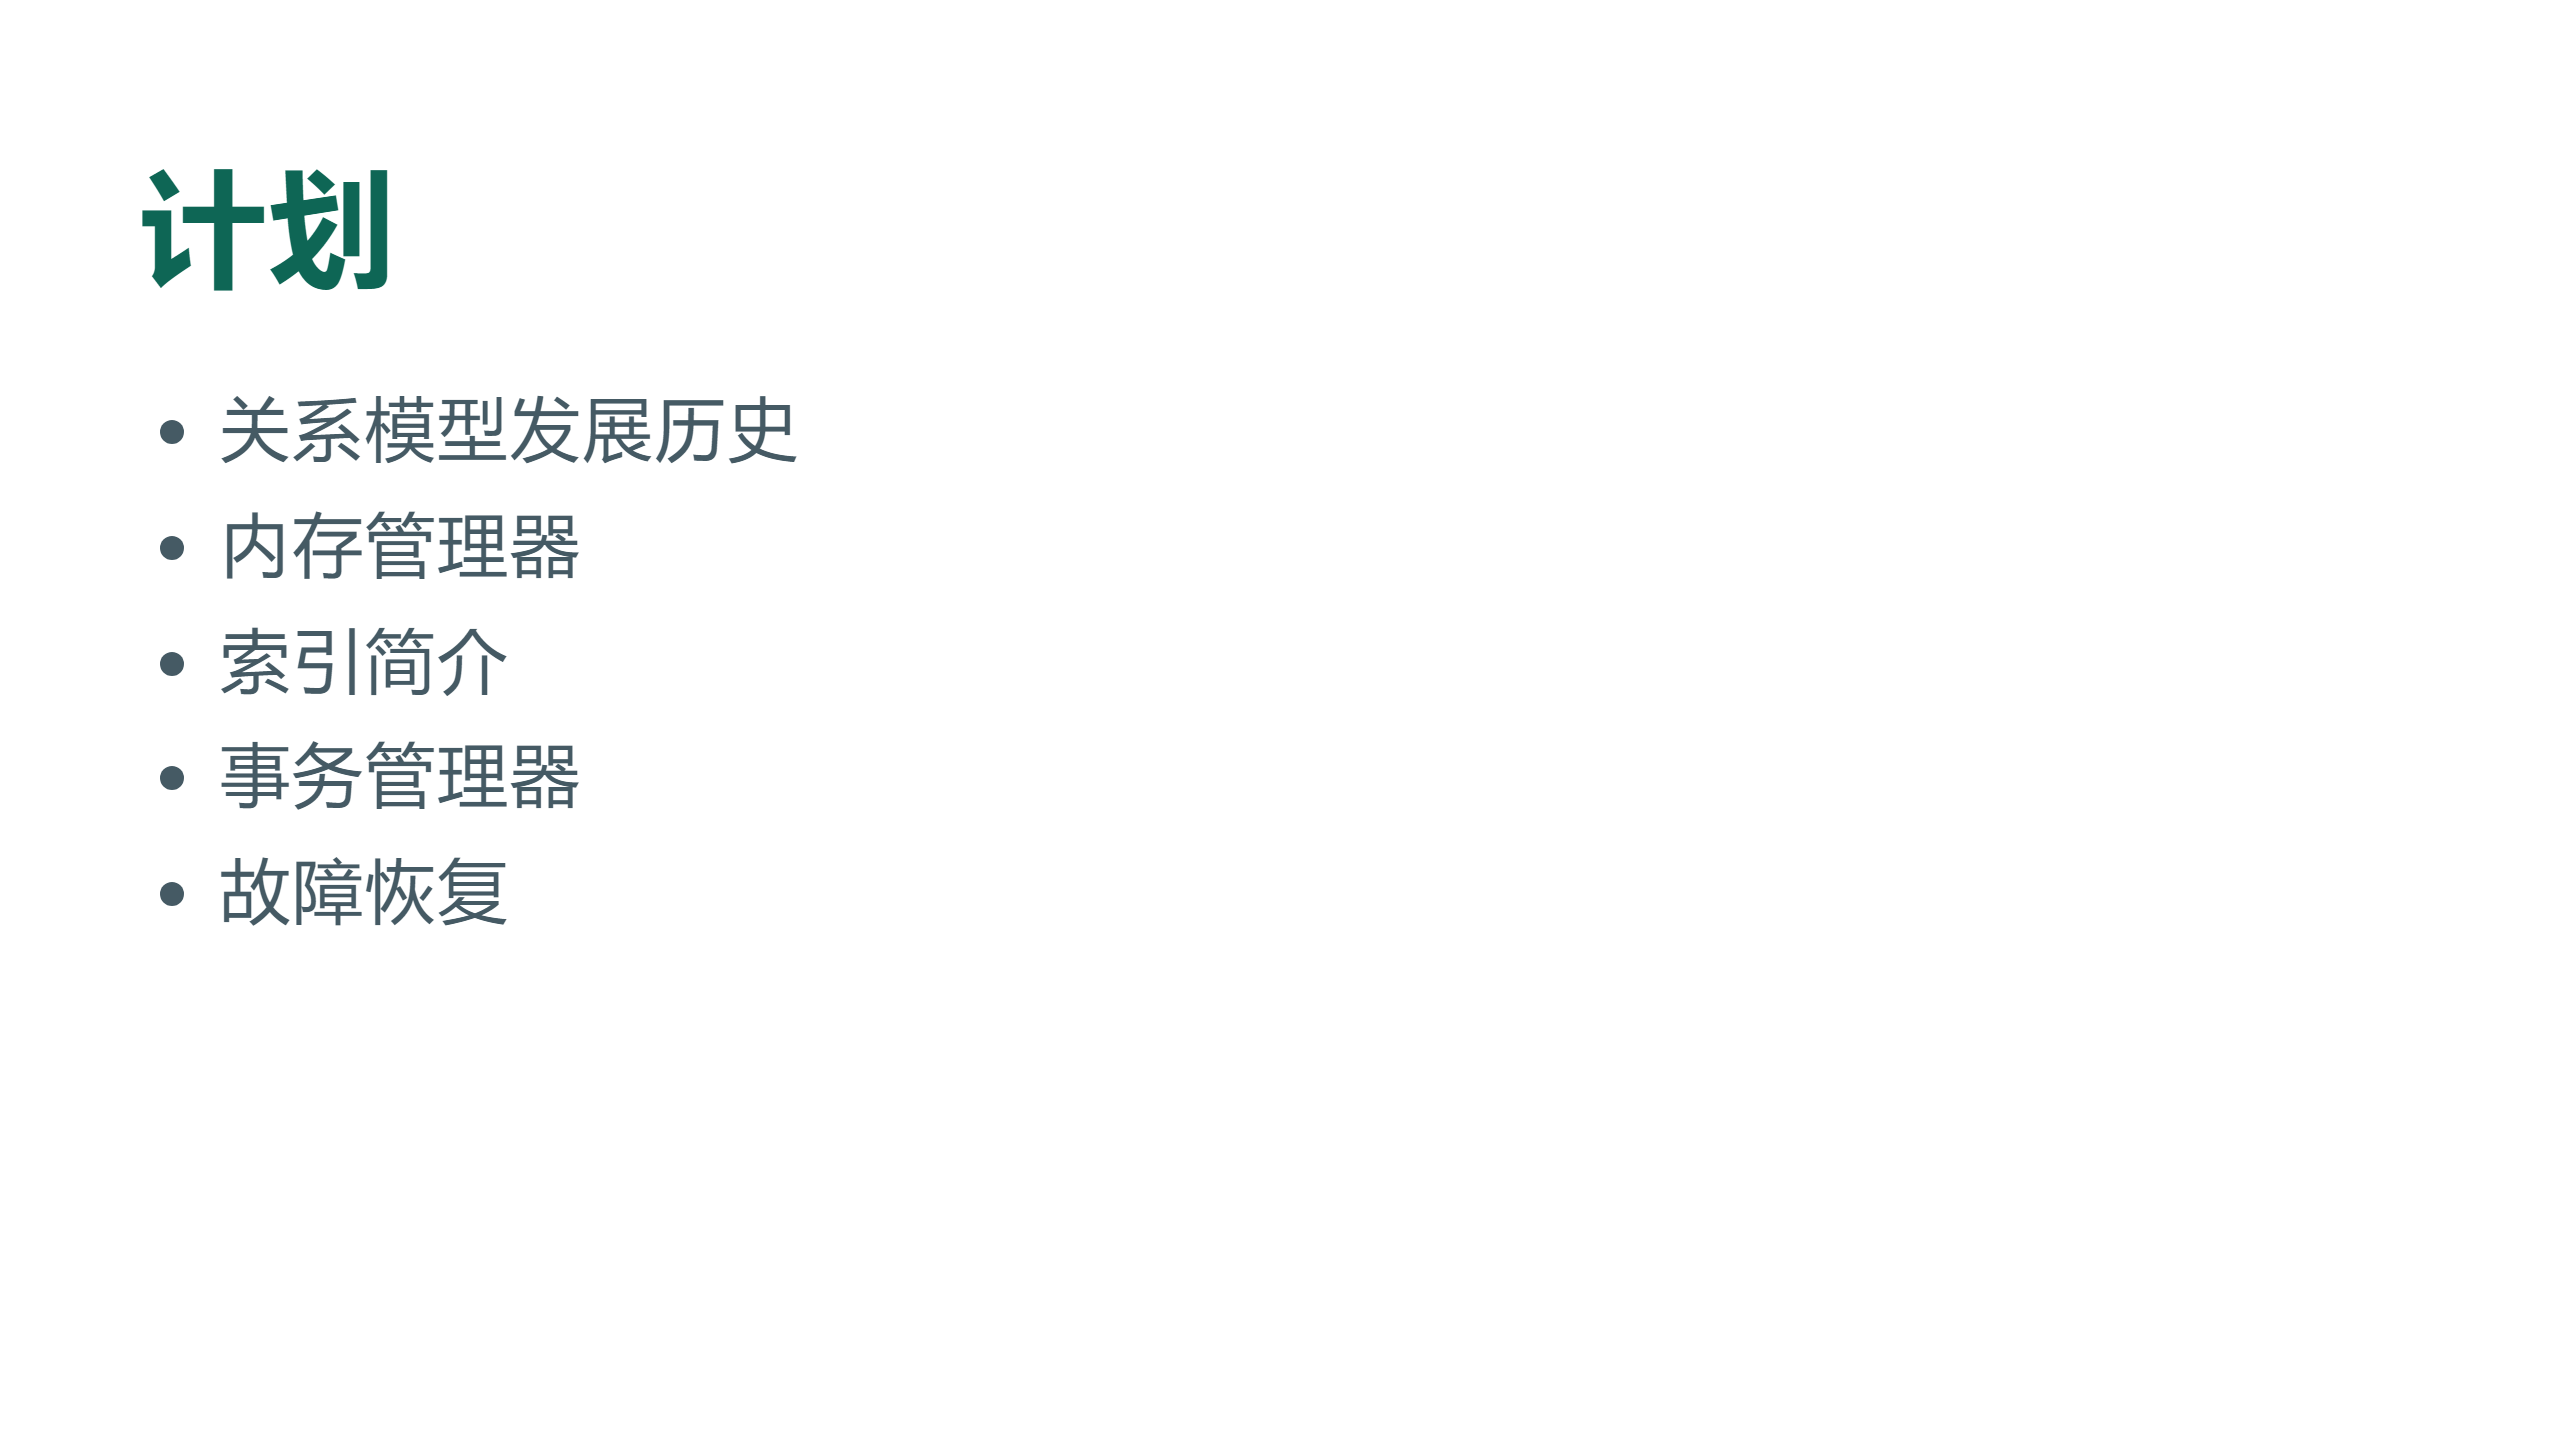 计划
关系模型发展历史
内存管理器
索引简介
事务管理器
故障恢复